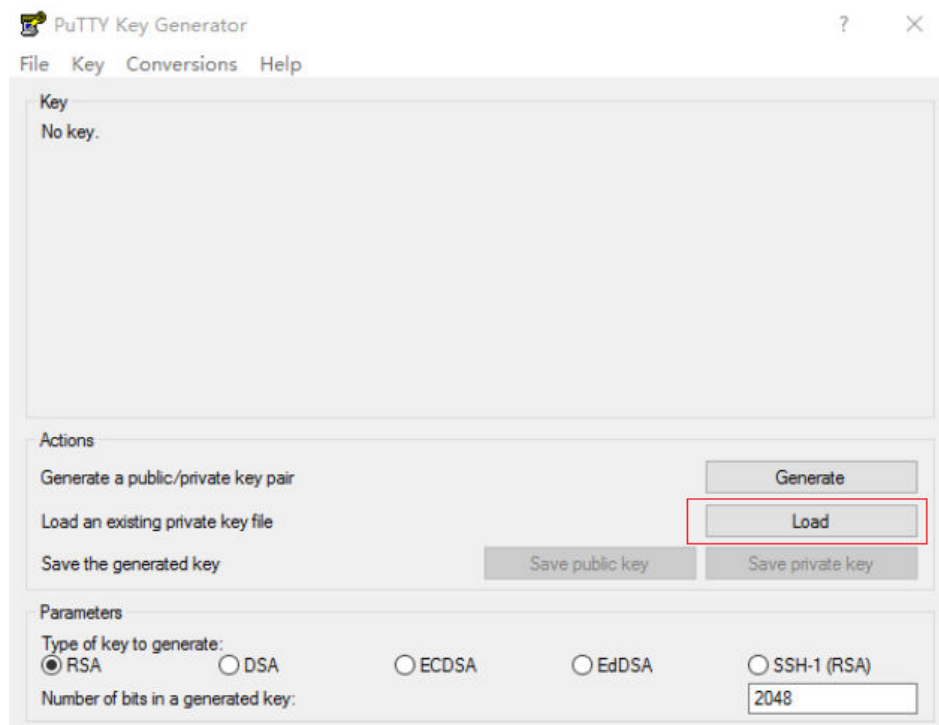 PuTTY Key Generator ?
File Key Conversions Help
Key
No key.
Actions
Generate a public/private key pair Generate
Load an existing private key file Load
Save the generated key Save public key Save private key
Parameters
Type of key to generate:
RSA DSA ECDSA EdDSA SSH-1 (RSA)
Number of bits in a generated key: 2048